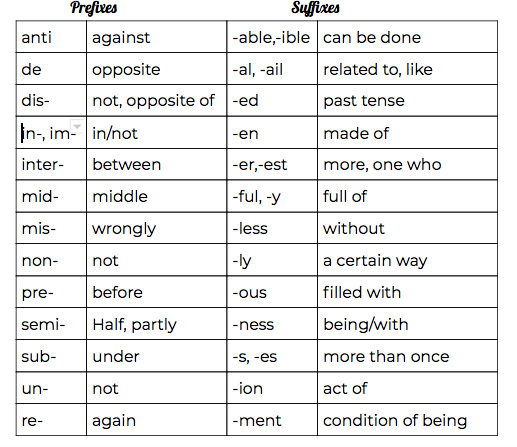 Prefixes Suffixes
anti against -able,-ible can be done
de opposite -al, -ail related to, like
dis- not, opposite of -ed past tense
in-, im- in/not -en made of
inter- between -er,-est more, one who
mid- middle -ful, -y full of
mis- wrongly -less without
non- not -ly a certain way
pre- before -ous filled with
semi- Half, partly -ness being/with
sub- under -s, -es more than once
un- not -ion act of
re- again -ment condition of being